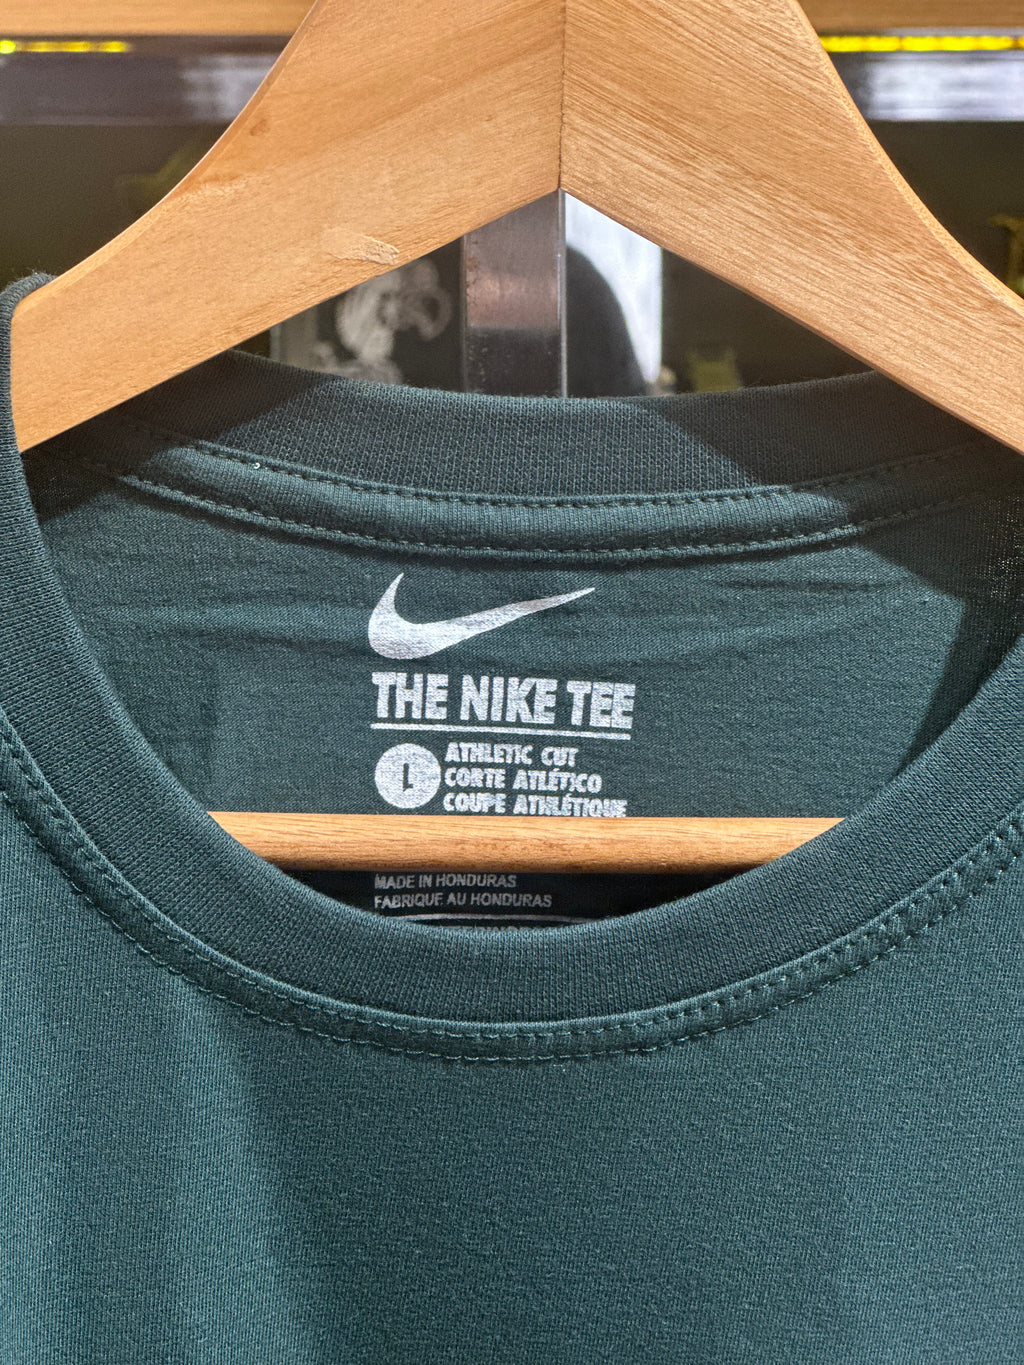 THE NIKE TEE
L
ATHLETIC CUT
CORTE ATLÉTICO
COUPE ATHLÉTIQUE
MADE IN HONDURAS
FABRIQUE AU HONDURAS